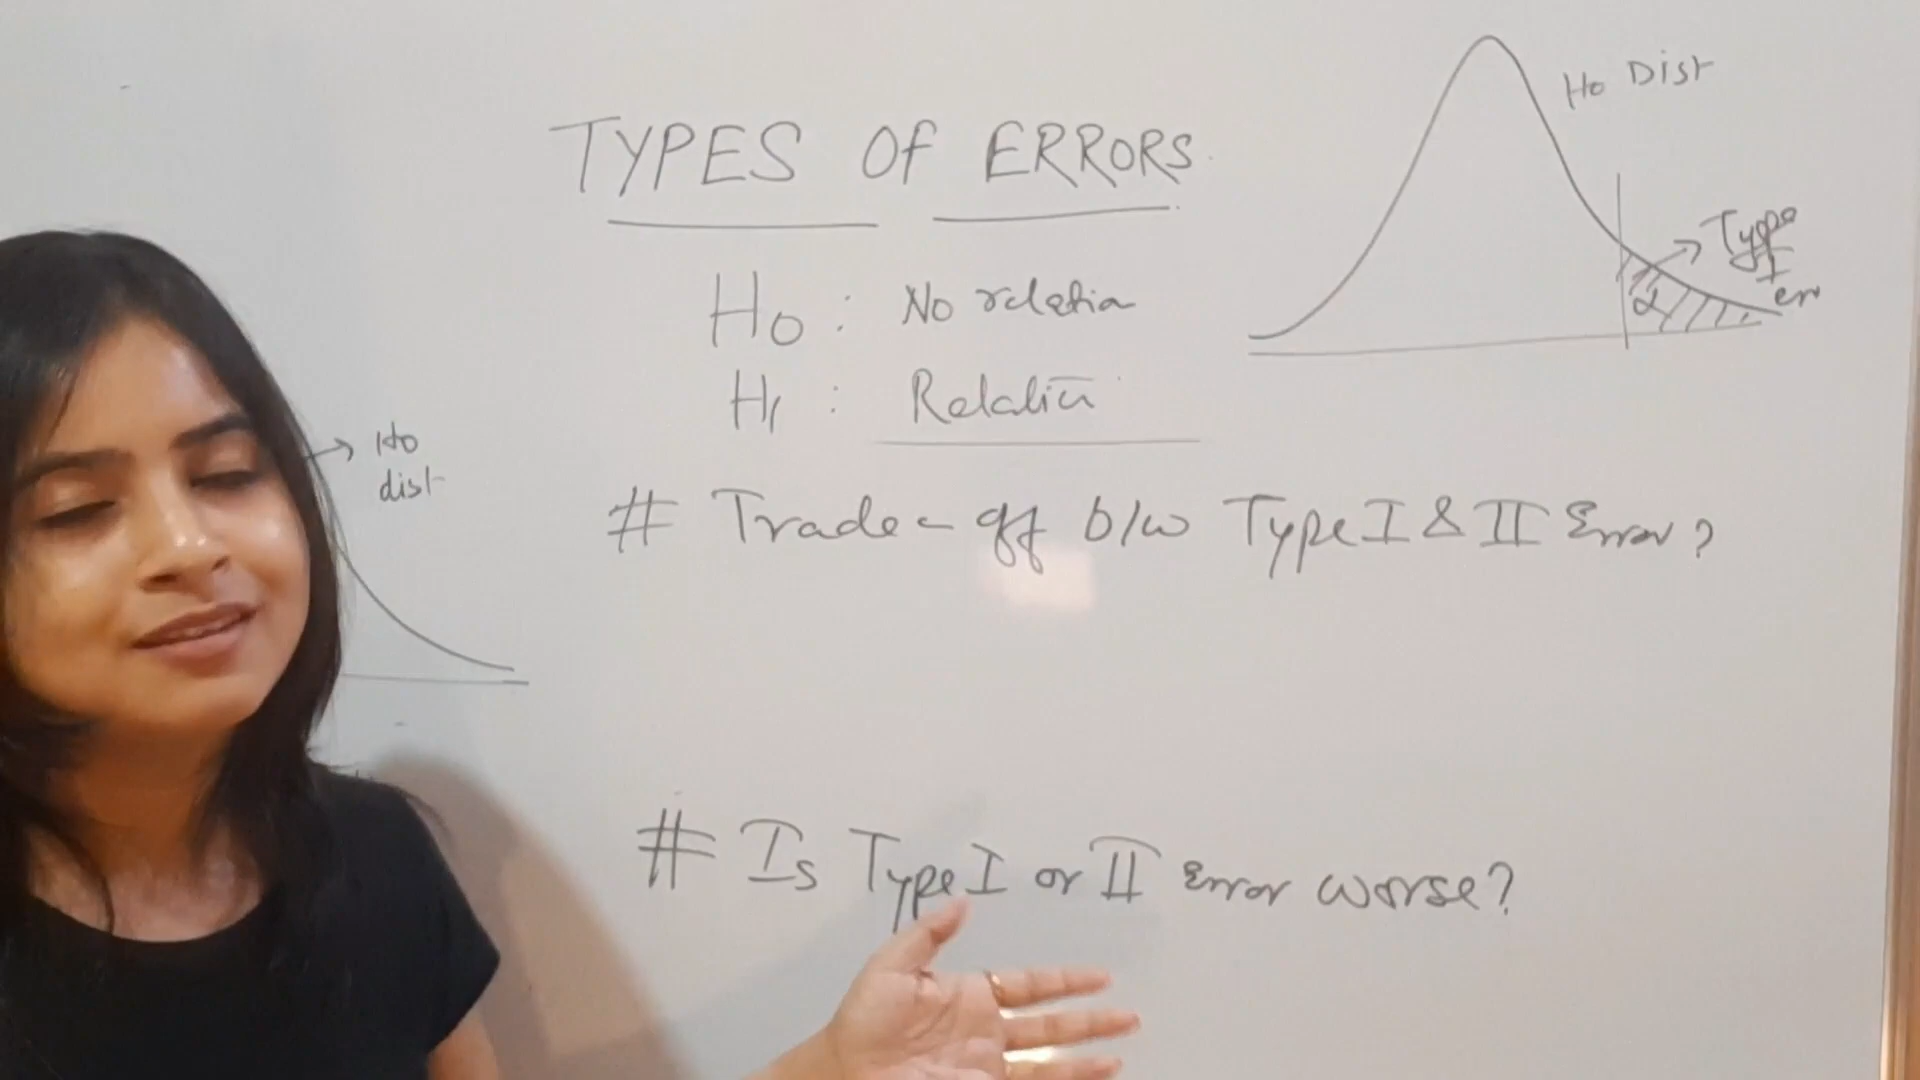 TYPES Of ERRORS
H0 : No relation
H1 : Relation
# Trade-off b/w Type I & II Error?
# Is Type I or II Error worse?
H0 Dist
Type
I
err
α
H0
dist